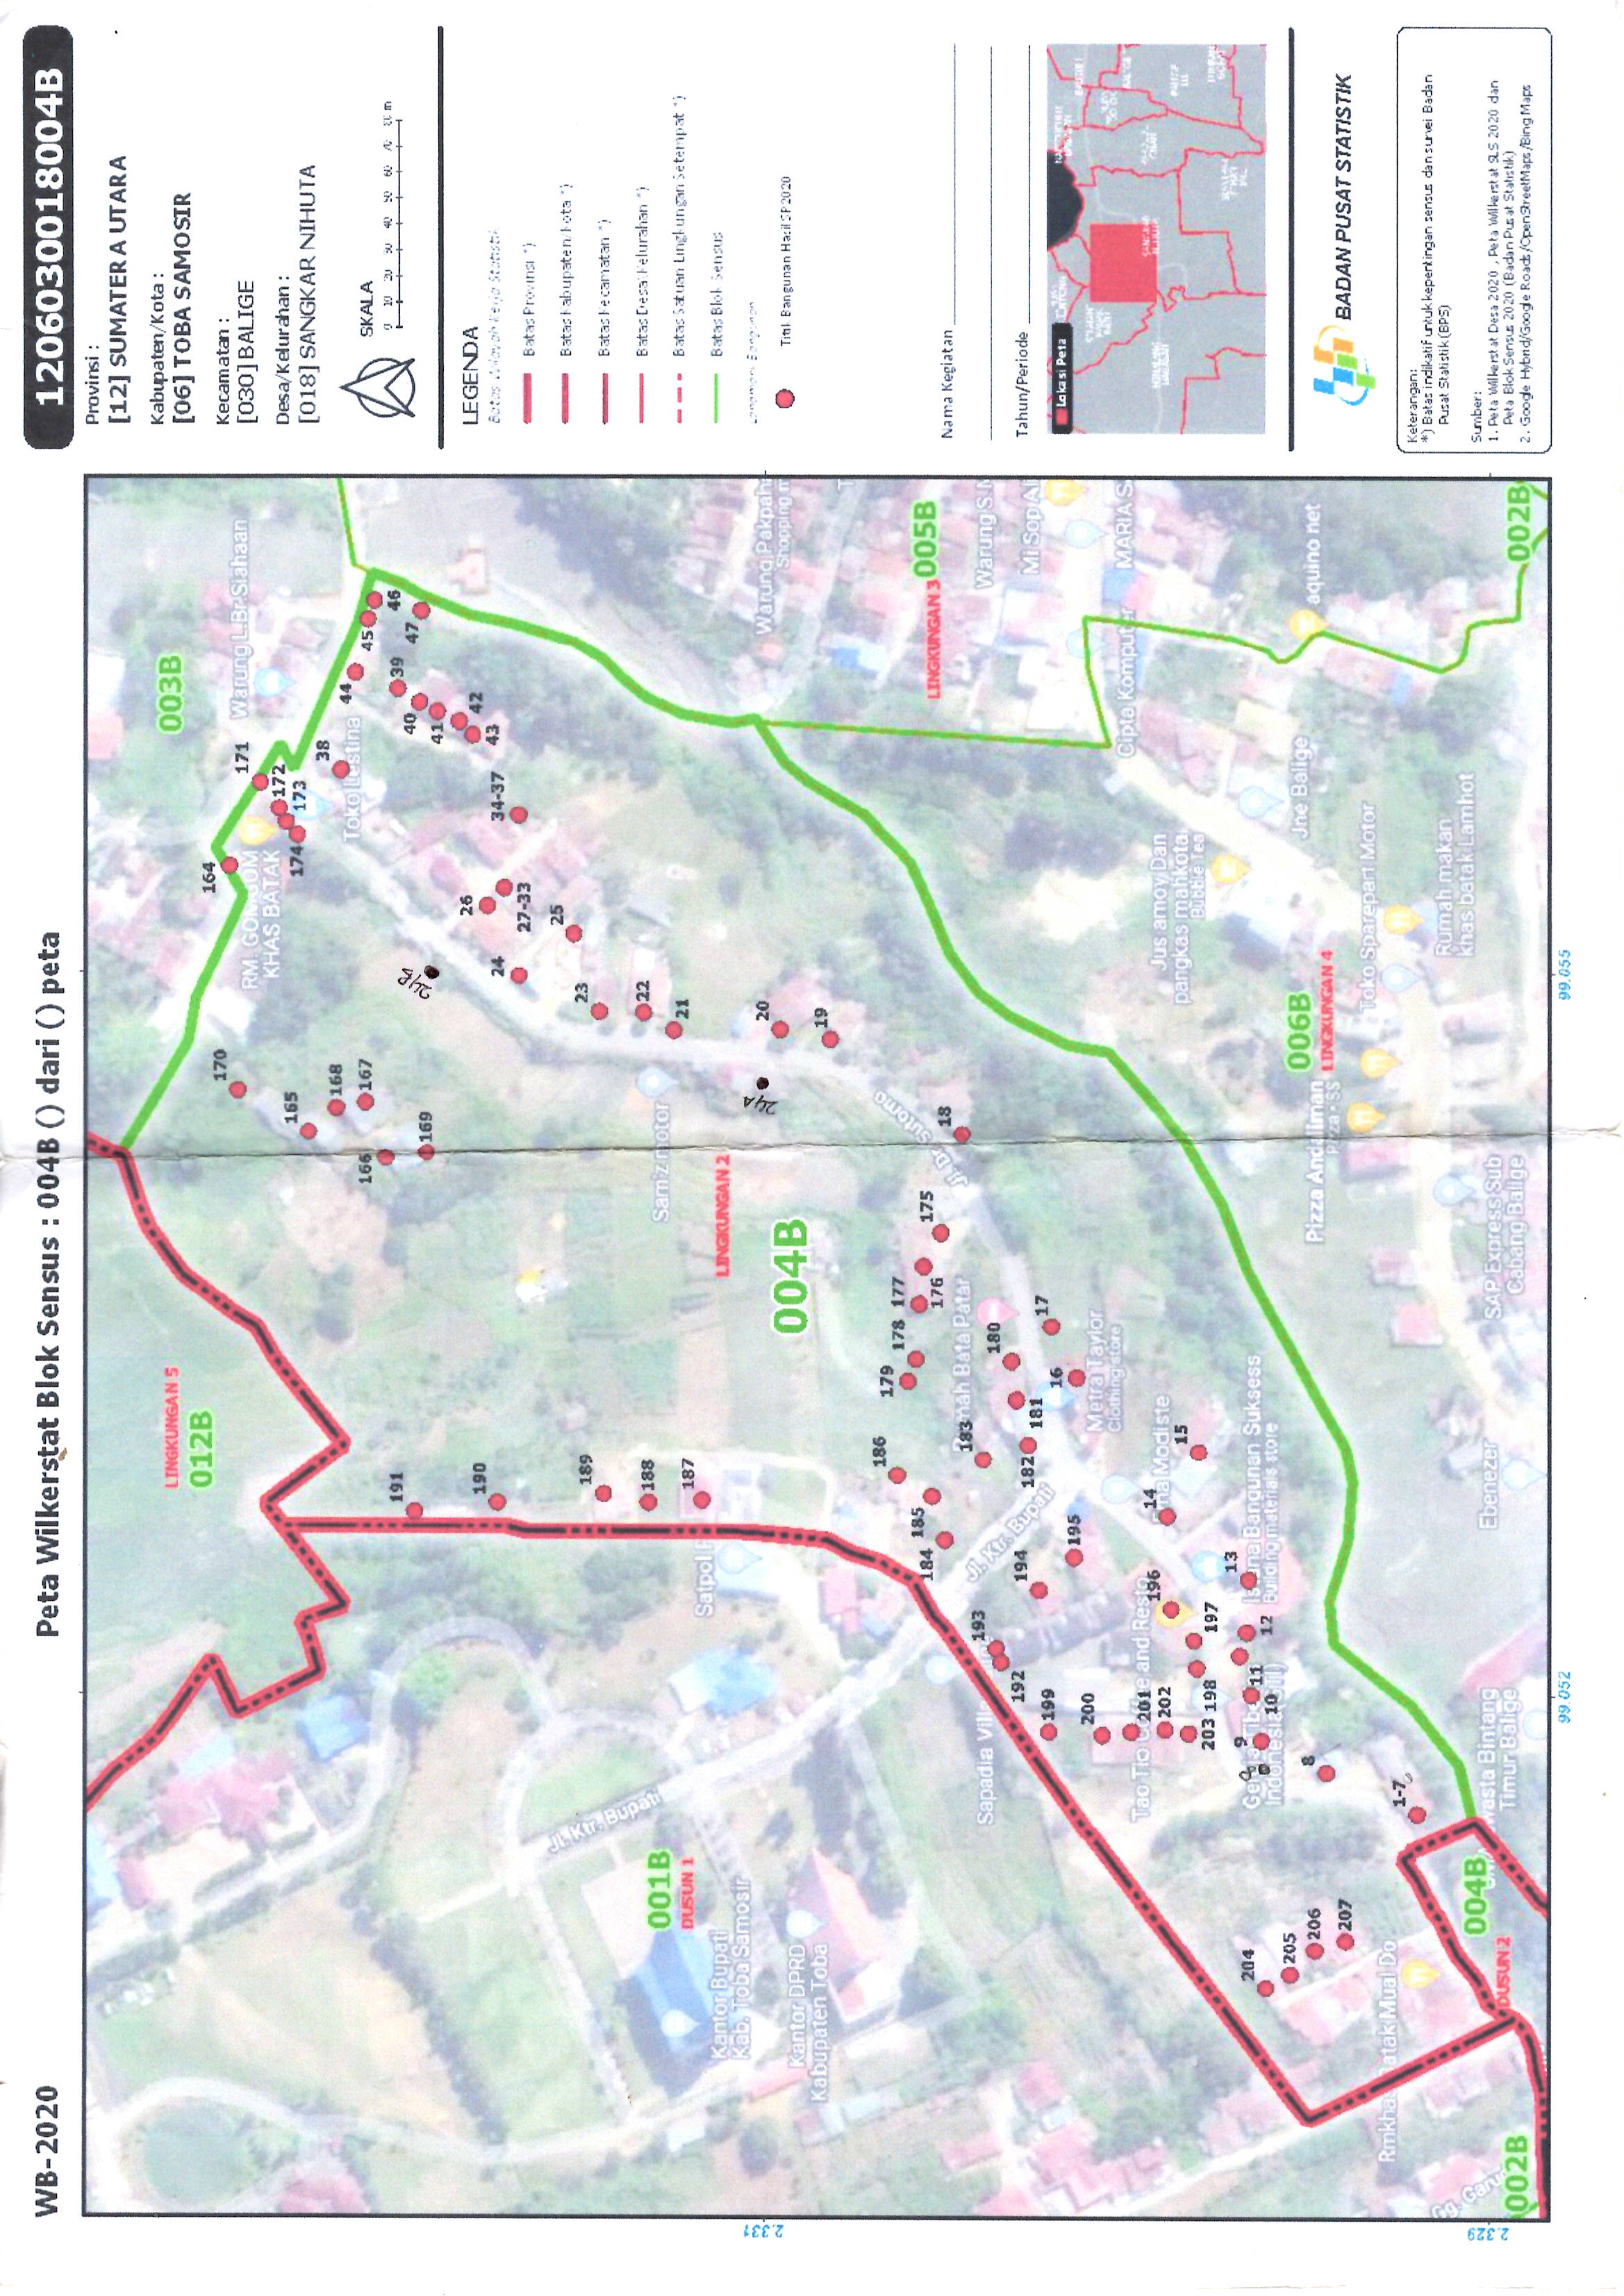 WB-2020
Peta Wilkerstat Blok Sensus : 004B () dari () peta
1206030018004B
Provinsi :
[12] SUMATERA UTARA
Kabupaten/Kota :
[06] TOBA SAMOSIR
Kecamatan :
[030] BALIGE
Desa/Kelurahan :
[018] SANGKAR NIHUTA
SKALA
0 10 20 30 40 50 60 70 80 m
LEGENDA
Batas Wilayah Kerja Statistik
Batas Provinsi *)
Batas Kabupaten/Kota *)
Batas Kecamatan *)
Batas Desa/Kelurahan *)
Batas Satuan Lingkungan Setempat *)
Batas Blok Sensus
Landmark Bangunan
Titik Bangunan Hasil SP2020
Nama Kegiatan
Tahun/Periode
Lokasi Peta
BADAN PUSAT STATISTIK
Keterangan:
*) Batas indikatif untuk kepentingan sensus dan survei Badan
Pusat Statistik (BPS)
Sumber:
1. Peta Wilkerstat Desa 2020 , Peta Wilkerstat SLS 2020 dan
Peta Blok Sensus 2020 (Badan Pusat Statistik)
2. Google Hybrid/Google Roads/OpenStreetMaps/Bing Maps
LINGKUNGAN 5
012B
003B
170
164
RM. GOMGOM
KHAS BATAK
171
Warung L.Br.Siahaan
172
174
173
165
168
167
166
169
38
Toko Lestina
44
45
46
39
40
47
41
42
43
191
190
24B
26
24
27-33
34-37
25
189
23
188
22
187
21
Jl. Ktr. Bupati
001B
DUSUN 1
Kantor Bupati
Kab. Toba Samosir
Satpol P
Sam'z motor
LINGKUNGAN 2
004B
24A
20
19
Kantor DPRD
Kabupaten Toba
Warung Pakpaha
Shopping m
2.331
186
179
178
177
184
185
176
175
Jl. Dr. Sutomo
18
LINGKUNGAN 3
005B
183
Rumah Bata Patar
Sapadia Villa
193
192
Jl. Ktr. Bupati
180
182
181
194
199
16
17
195
Warung S.M
Mi Sop Al
200
Metra Taylor
Clothing store
Cipta Komputer
MARIA S
201
Tao Tio Coffee and Resto
202
196
14
Erna Modiste
15
203
198
197
Jus amoy Dan
pangkas mahkota
Bubble Tea
204
9
10
11
12
13
Gereja Tiberias
Indonesia (GTI)
Istana Bangunan Suksess
Building materials store
205
206
207
8
006B
LINGKUNGAN 4
Jne Balige
aquino net
Pizza Andaliman
Pizza • $$
Toko Sparepart Motor
Rmkhas Batak Mual Do
1-7
Rumah makan
khas batak Lamhot
004B
DUSUN 2
Swasta Bintang
Timur Balige
Ebenezer
SAP Express Sub
Cabang Balige
002B
002B
2.329
99.052
99.055